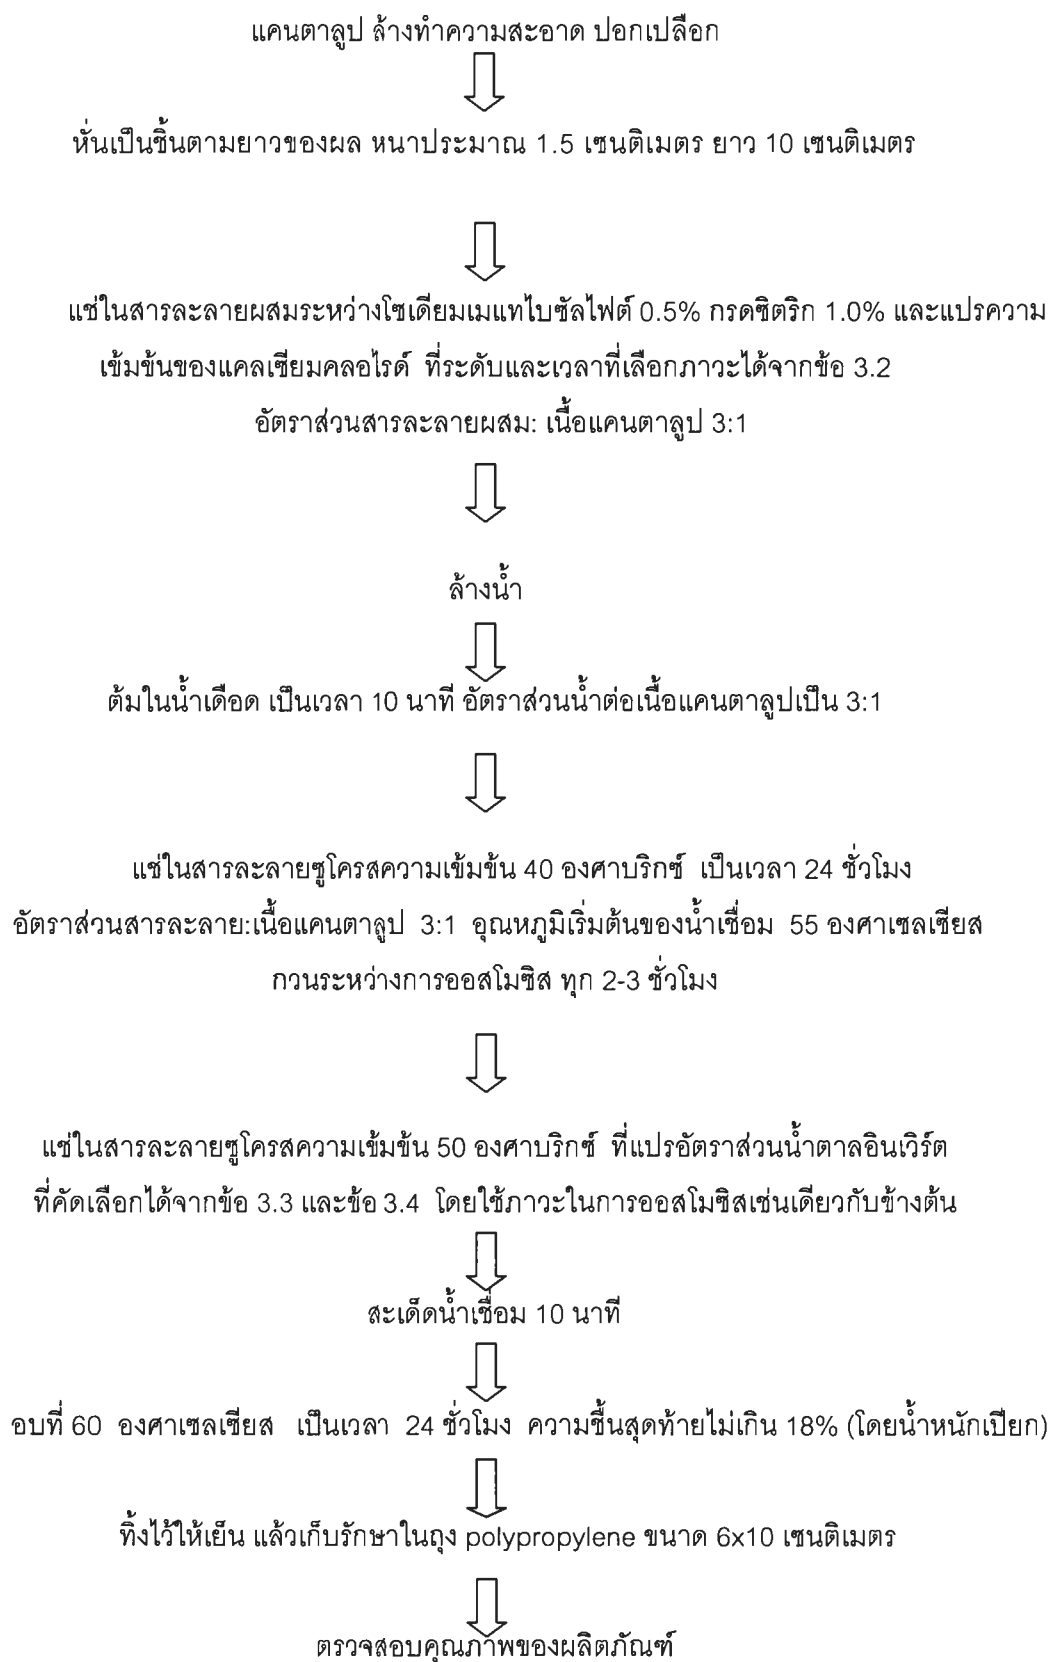 แคนตาลูป ล้างทำความสะอาด ปอกเปลือก
หั่นเป็นชิ้นตามยาวของผล หนาประมาณ 1.5 เซนติเมตร ยาว 10 เซนติเมตร
แช่ในสารละลายผสมระหว่างโซเดียมเมแทไบซัลไฟต์ 0.5% กรดซิตริก 1.0% และแปรความ
เข้มข้นของแคลเซียมคลอไรด์ ที่ระดับและเวลาที่เลือกภาวะได้จากข้อ 3.2
อัตราส่วนสารละลายผสม: เนื้อแคนตาลูป 3:1
ล้างน้ำ
ต้มในน้ำเดือด เป็นเวลา 10 นาที อัตราส่วนน้ำต่อเนื้อแคนตาลูปเป็น 3:1
แช่ในสารละลายซูโครสความเข้มข้น 40 องศาบริกซ์ เป็นเวลา 24 ชั่วโมง
อัตราส่วนสารละลาย:เนื้อแคนตาลูป 3:1 อุณหภูมิเริ่มต้นของน้ำเชื่อม 55 องศาเซลเซียส
กวนระหว่างการออสโมซิส ทุก 2-3 ชั่วโมง
แช่ในสารละลายซูโครสความเข้มข้น 50 องศาบริกซ์ ที่แปรอัตราส่วนน้ำตาลอินเวิร์ต
ที่คัดเลือกได้จากข้อ 3.3 และข้อ 3.4 โดยใช้ภาวะในการออสโมซิสเช่นเดียวกับข้างต้น
สะเด็ดน้ำเชื่อม 10 นาที
อบที่ 60 องศาเซลเซียส เป็นเวลา 24 ชั่วโมง ความชื้นสุดท้ายไม่เกิน 18% (โดยน้ำหนักเปียก)
ทิ้งไว้ให้เย็น แล้วเก็บรักษาในถุง polypropylene ขนาด 6x10 เซนติเมตร
ตรวจสอบคุณภาพของผลิตภัณฑ์